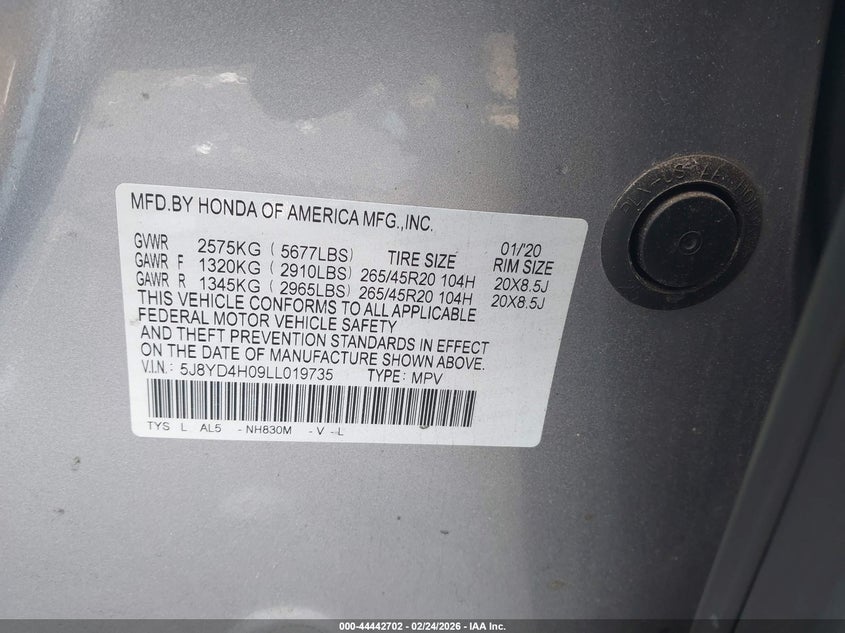 MFD.BY HONDA OF AMERICA MFG.,INC.
GVWR 2575KG ( 5677LBS) TIRE SIZE 01/'20 RIM SIZE
GAWR F 1320KG ( 2910LBS) 265/45R20 104H 20X8.5J
GAWR R 1345KG ( 2965LBS) 265/45R20 104H 20X8.5J
THIS VEHICLE CONFORMS TO ALL APPLICABLE
FEDERAL MOTOR VEHICLE SAFETY
AND THEFT PREVENTION STANDARDS IN EFFECT
ON THE DATE OF MANUFACTURE SHOWN ABOVE.
V.I.N.: 5J8YD4H09LL019735 TYPE: MPV
TYS L AL5 - NH830M - V - L
000-44442702 - 02/24/2026 - IAA Inc.